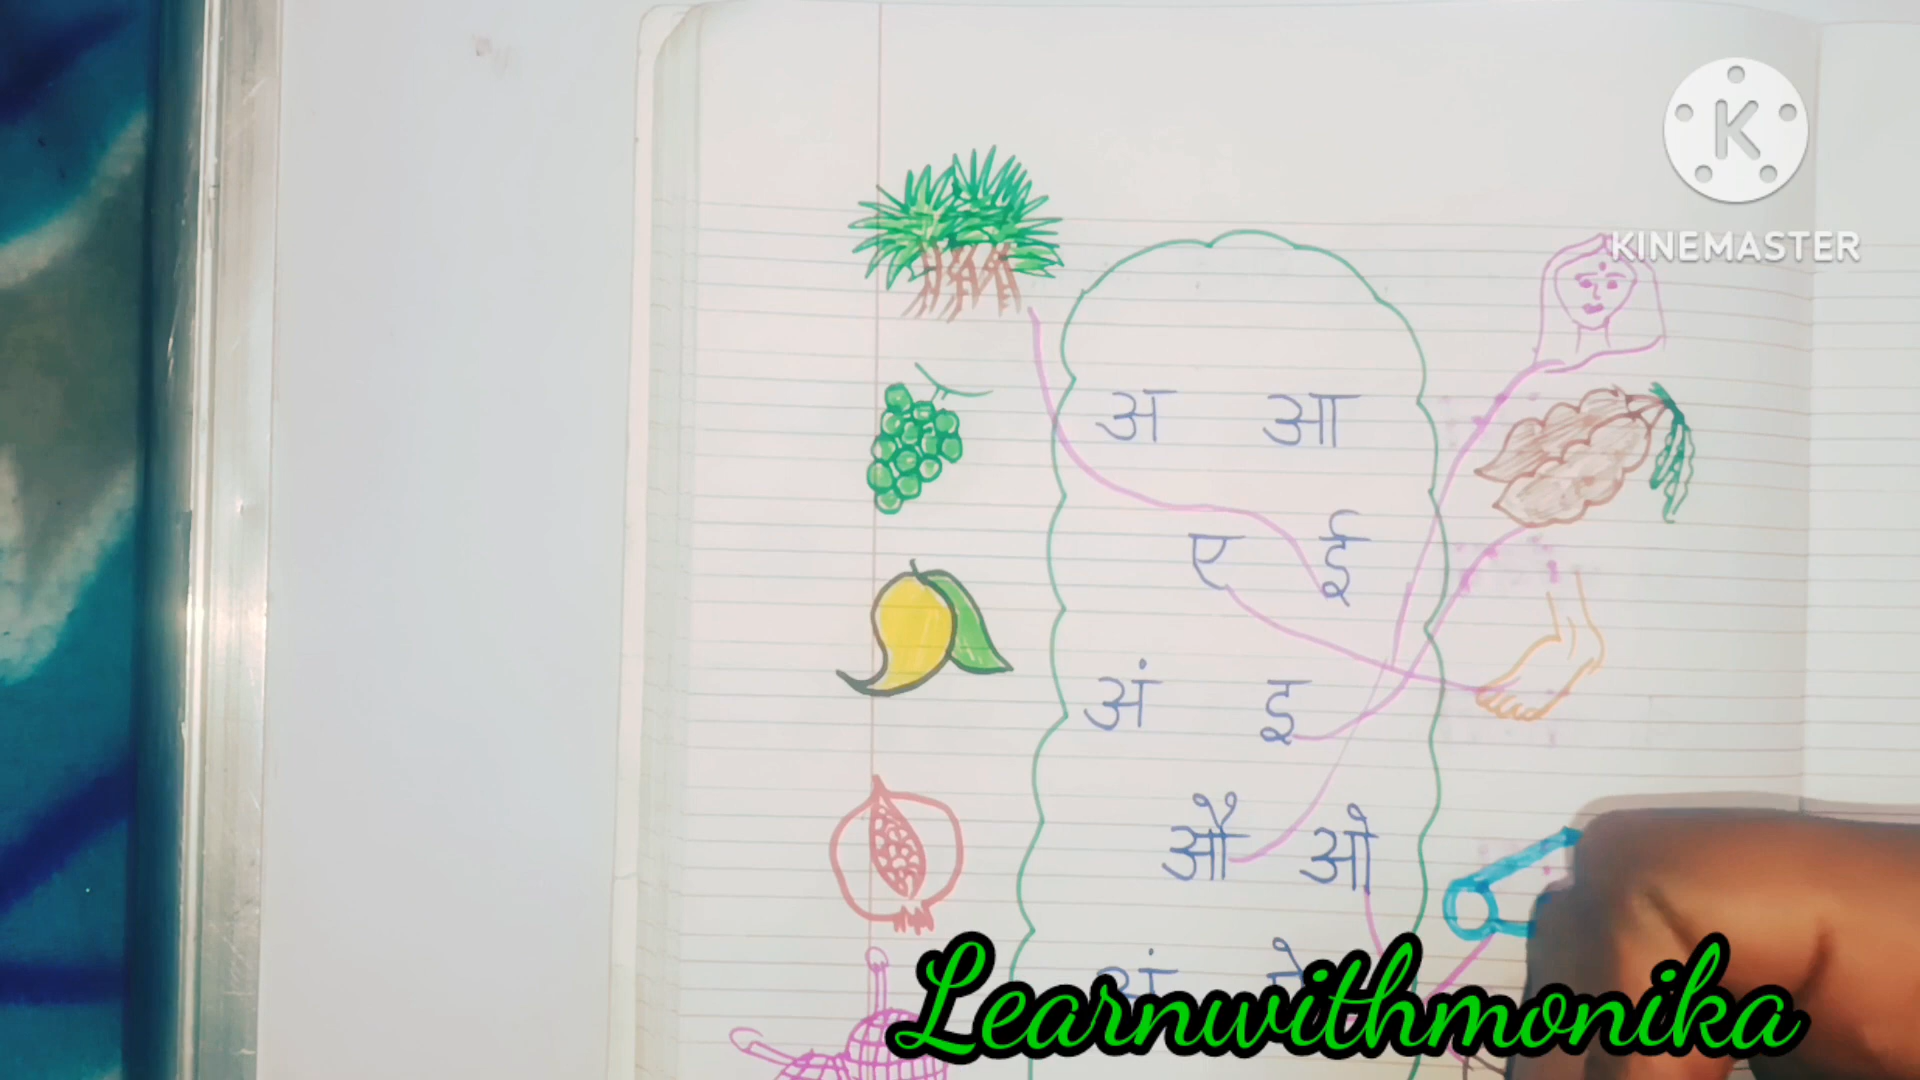 K
KINEMASTER
अ आ
ए ई
अं इ
औ ओ
Learnwithmonika